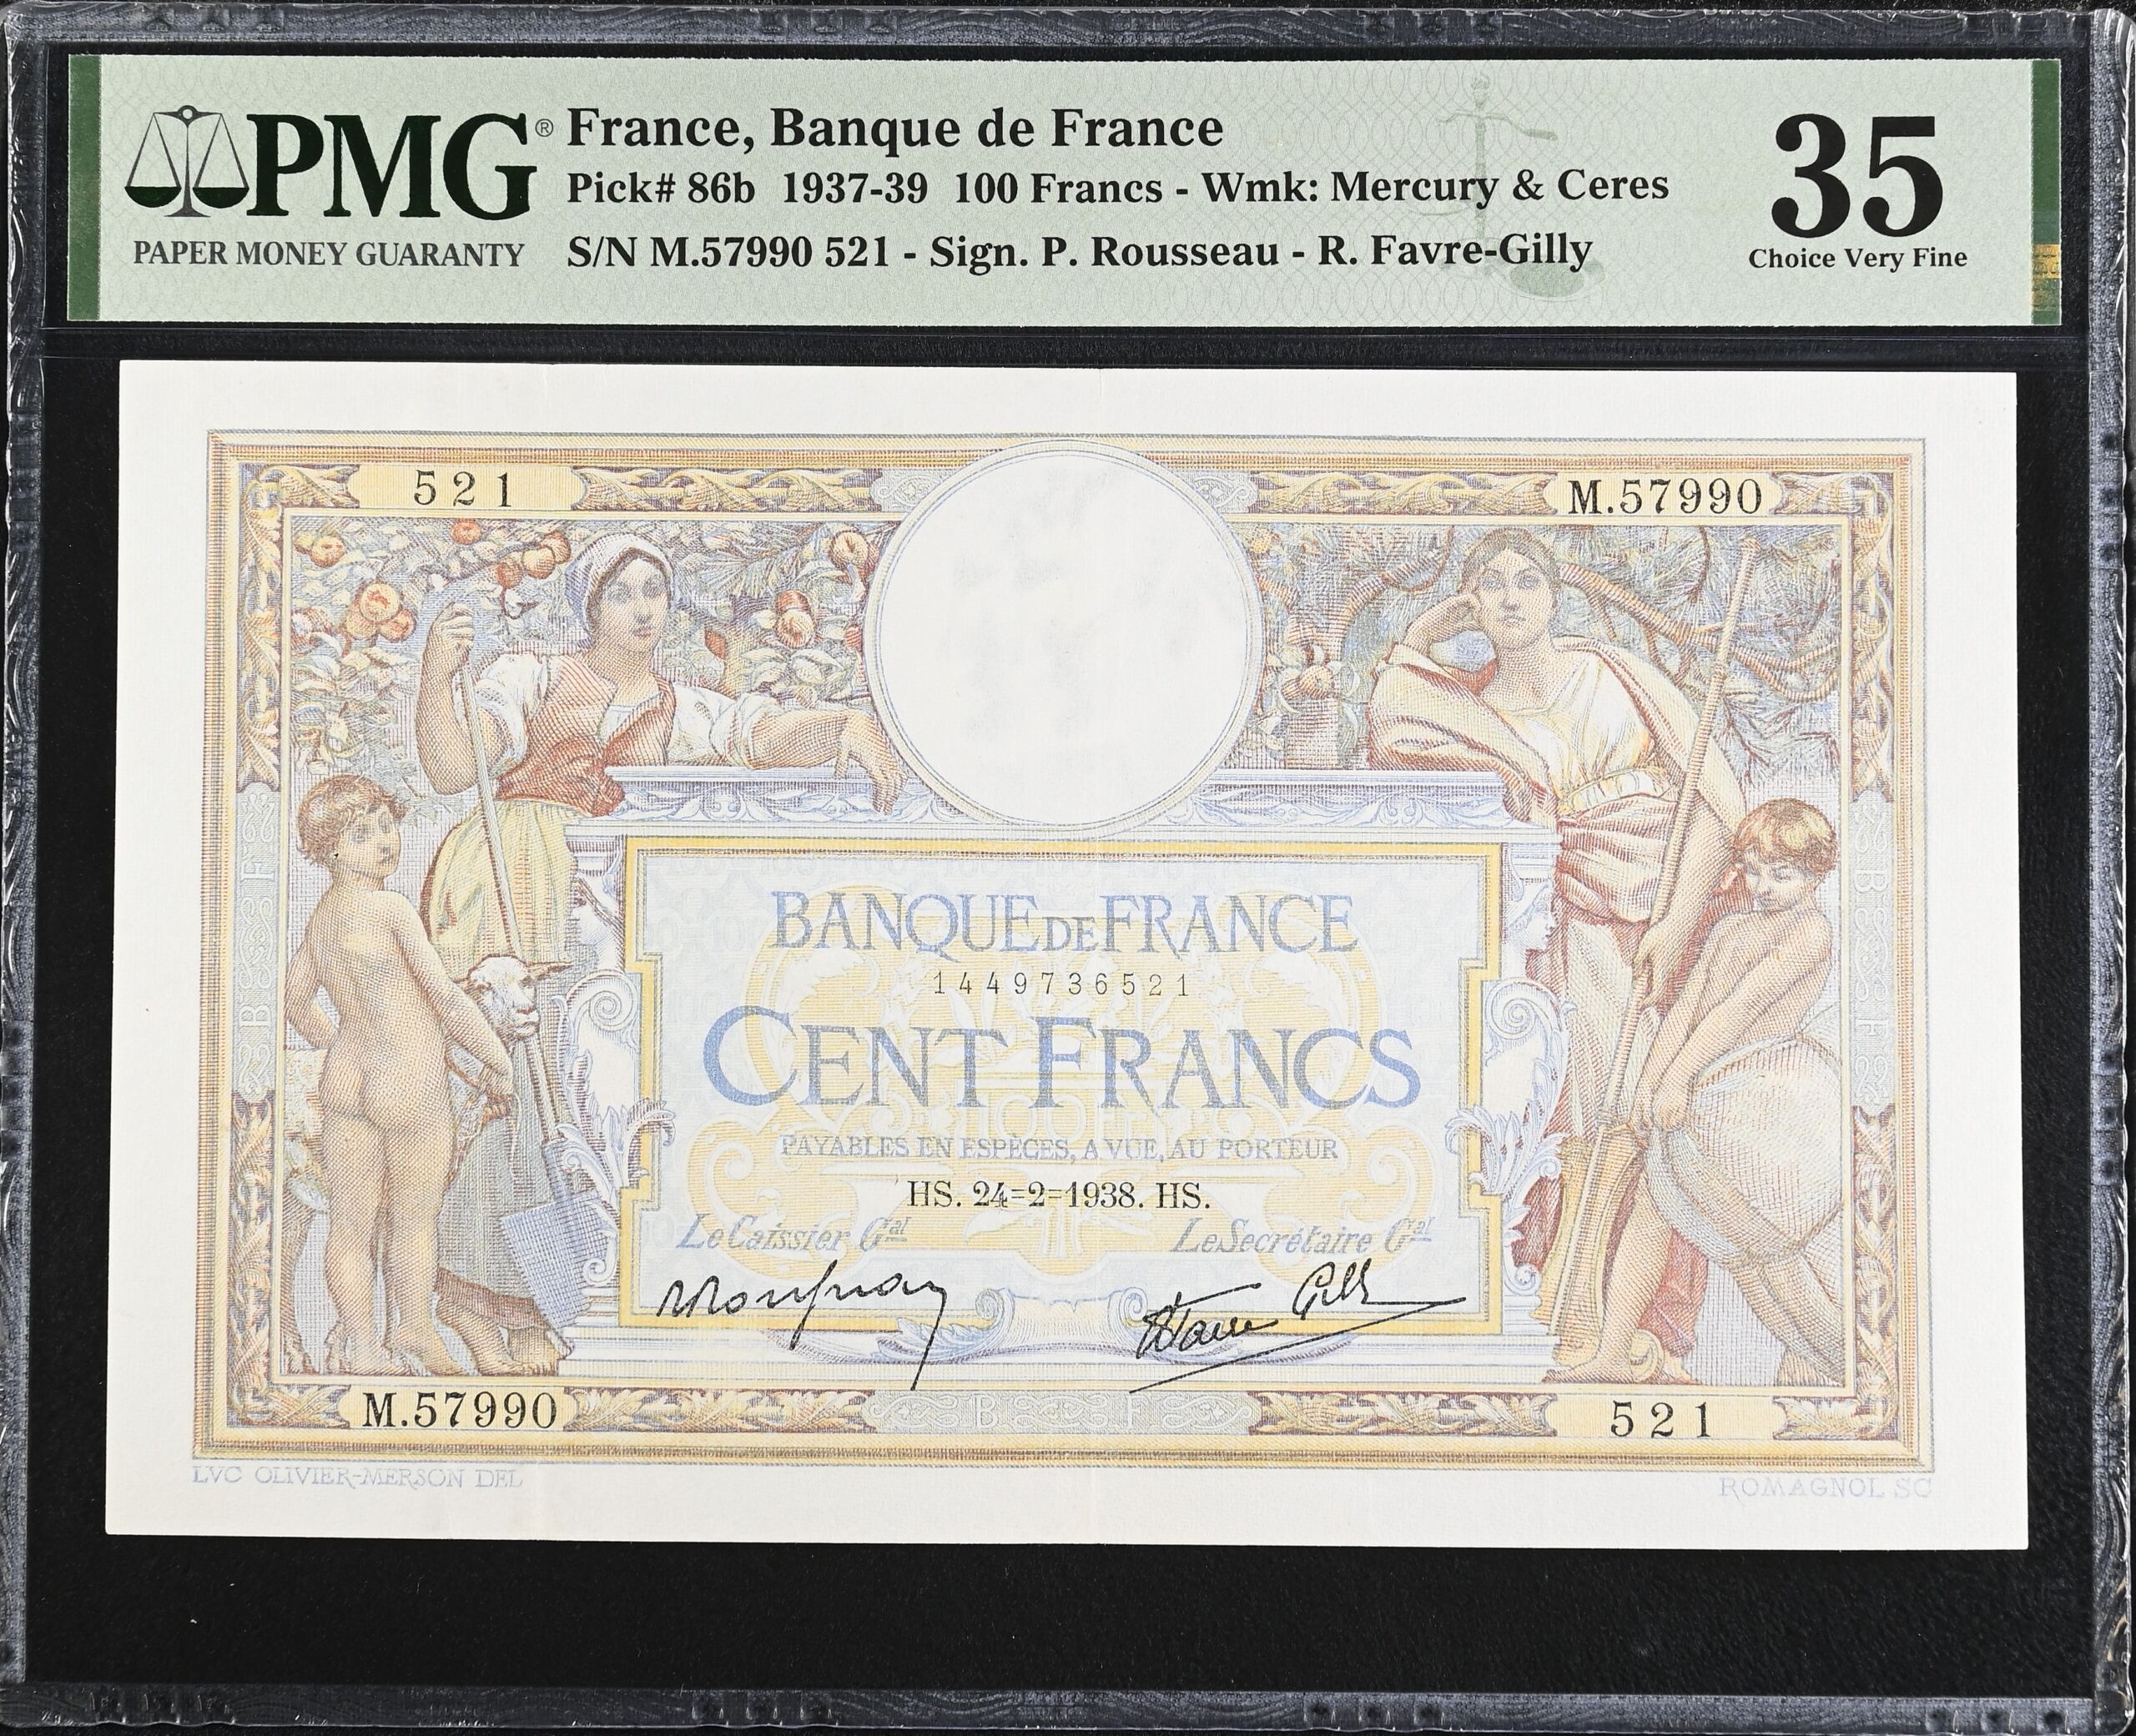 PMG®
PAPER MONEY GUARANTY
France, Banque de France
Pick# 86b 1937-39 100 Francs - Wmk: Mercury & Ceres
S/N M.57990 521 - Sign. P. Rousseau - R. Favre-Gilly
35
Choice Very Fine
521
M.57990
B F
B F
BANQUE DE FRANCE
1449736521
CENT FRANCS
PAYABLES EN ESPÈCES, A VUE, AU PORTEUR
HS. 24=2=1938. HS.
Le Caissier Gal
Le Secrétaire Gal
Favre Gilly
M.57990
B F
521
LVC OLIVIER-MERSON DEL
ROMAGNOL SC